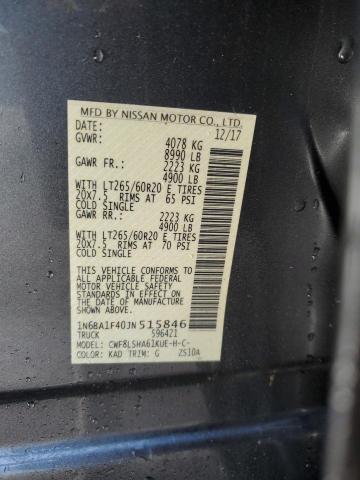 MFD BY NISSAN MOTOR CO., LTD.
DATE: 12/17
GVWR: 4078 KG
8990 LB
GAWR FR.: 2223 KG
4900 LB
WITH LT265/60R20 E TIRES
20x7.5 RIMS AT 65 PSI
COLD SINGLE
GAWR RR.: 2223 KG
4900 LB
WITH LT265/60R20 E TIRES
20x7.5 RIMS AT 70 PSI
COLD SINGLE
THIS VEHICLE CONFORMS TO
ALL APPLICABLE FEDERAL
MOTOR VEHICLE SAFETY
STANDARDS IN EFFECT ON THE
DATE OF MANUFACTURE SHOWN
ABOVE.
1N6BA1F40JN515846
TRUCK S96421
MODEL: CWF8LSHA61KUE-H-C-
COLOR: KAD TRIM: G ZS10A